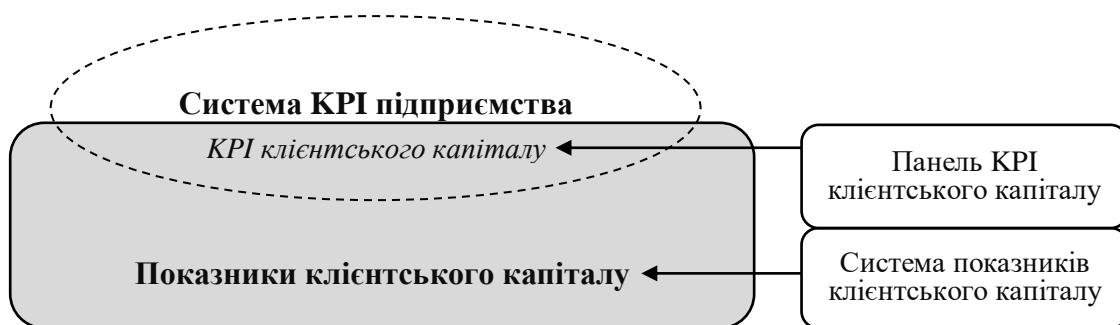 Система KPI підприємства
KPI клієнтського капіталу
Панель KPI
клієнтського капіталу
Показники клієнтського капіталу
Система показників
клієнтського капіталу